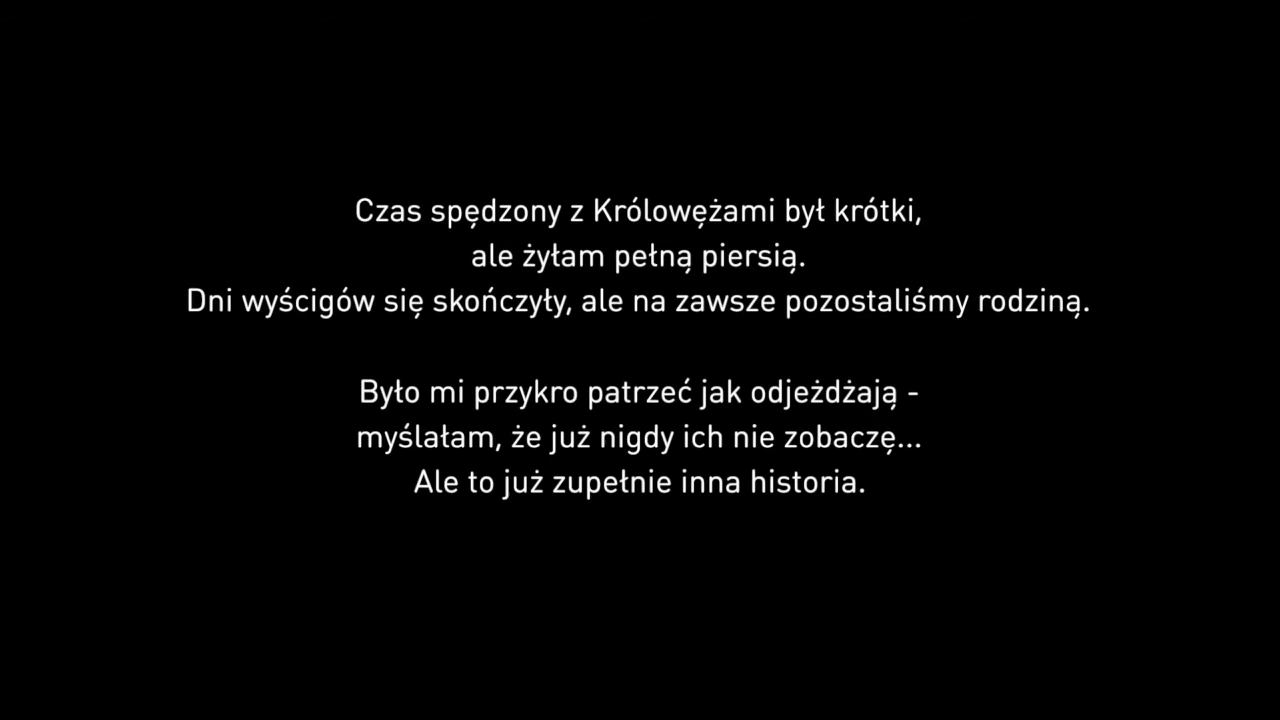 Czas spędzony z Królowężami był krótki,
ale żyłam pełną piersią.
Dni wyścigów się skończyły, ale na zawsze pozostaliśmy rodziną.
Było mi przykro patrzeć jak odjeżdżają -
myślałam, że już nigdy ich nie zobaczę...
Ale to już zupełnie inna historia.